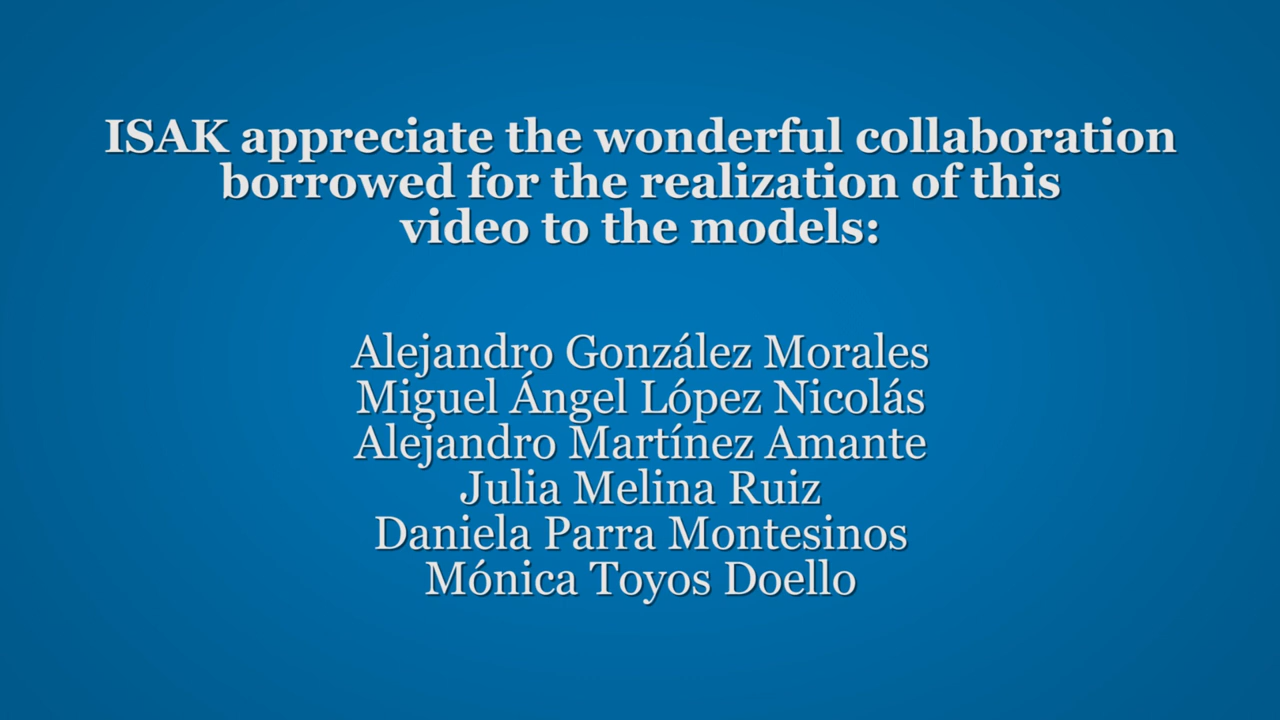 ISAK appreciate the wonderful collaboration
borrowed for the realization of this
video to the models:
Alejandro González Morales
Miguel Ángel López Nicolás
Alejandro Martínez Amante
Julia Melina Ruiz
Daniela Parra Montesinos
Mónica Toyos Doello